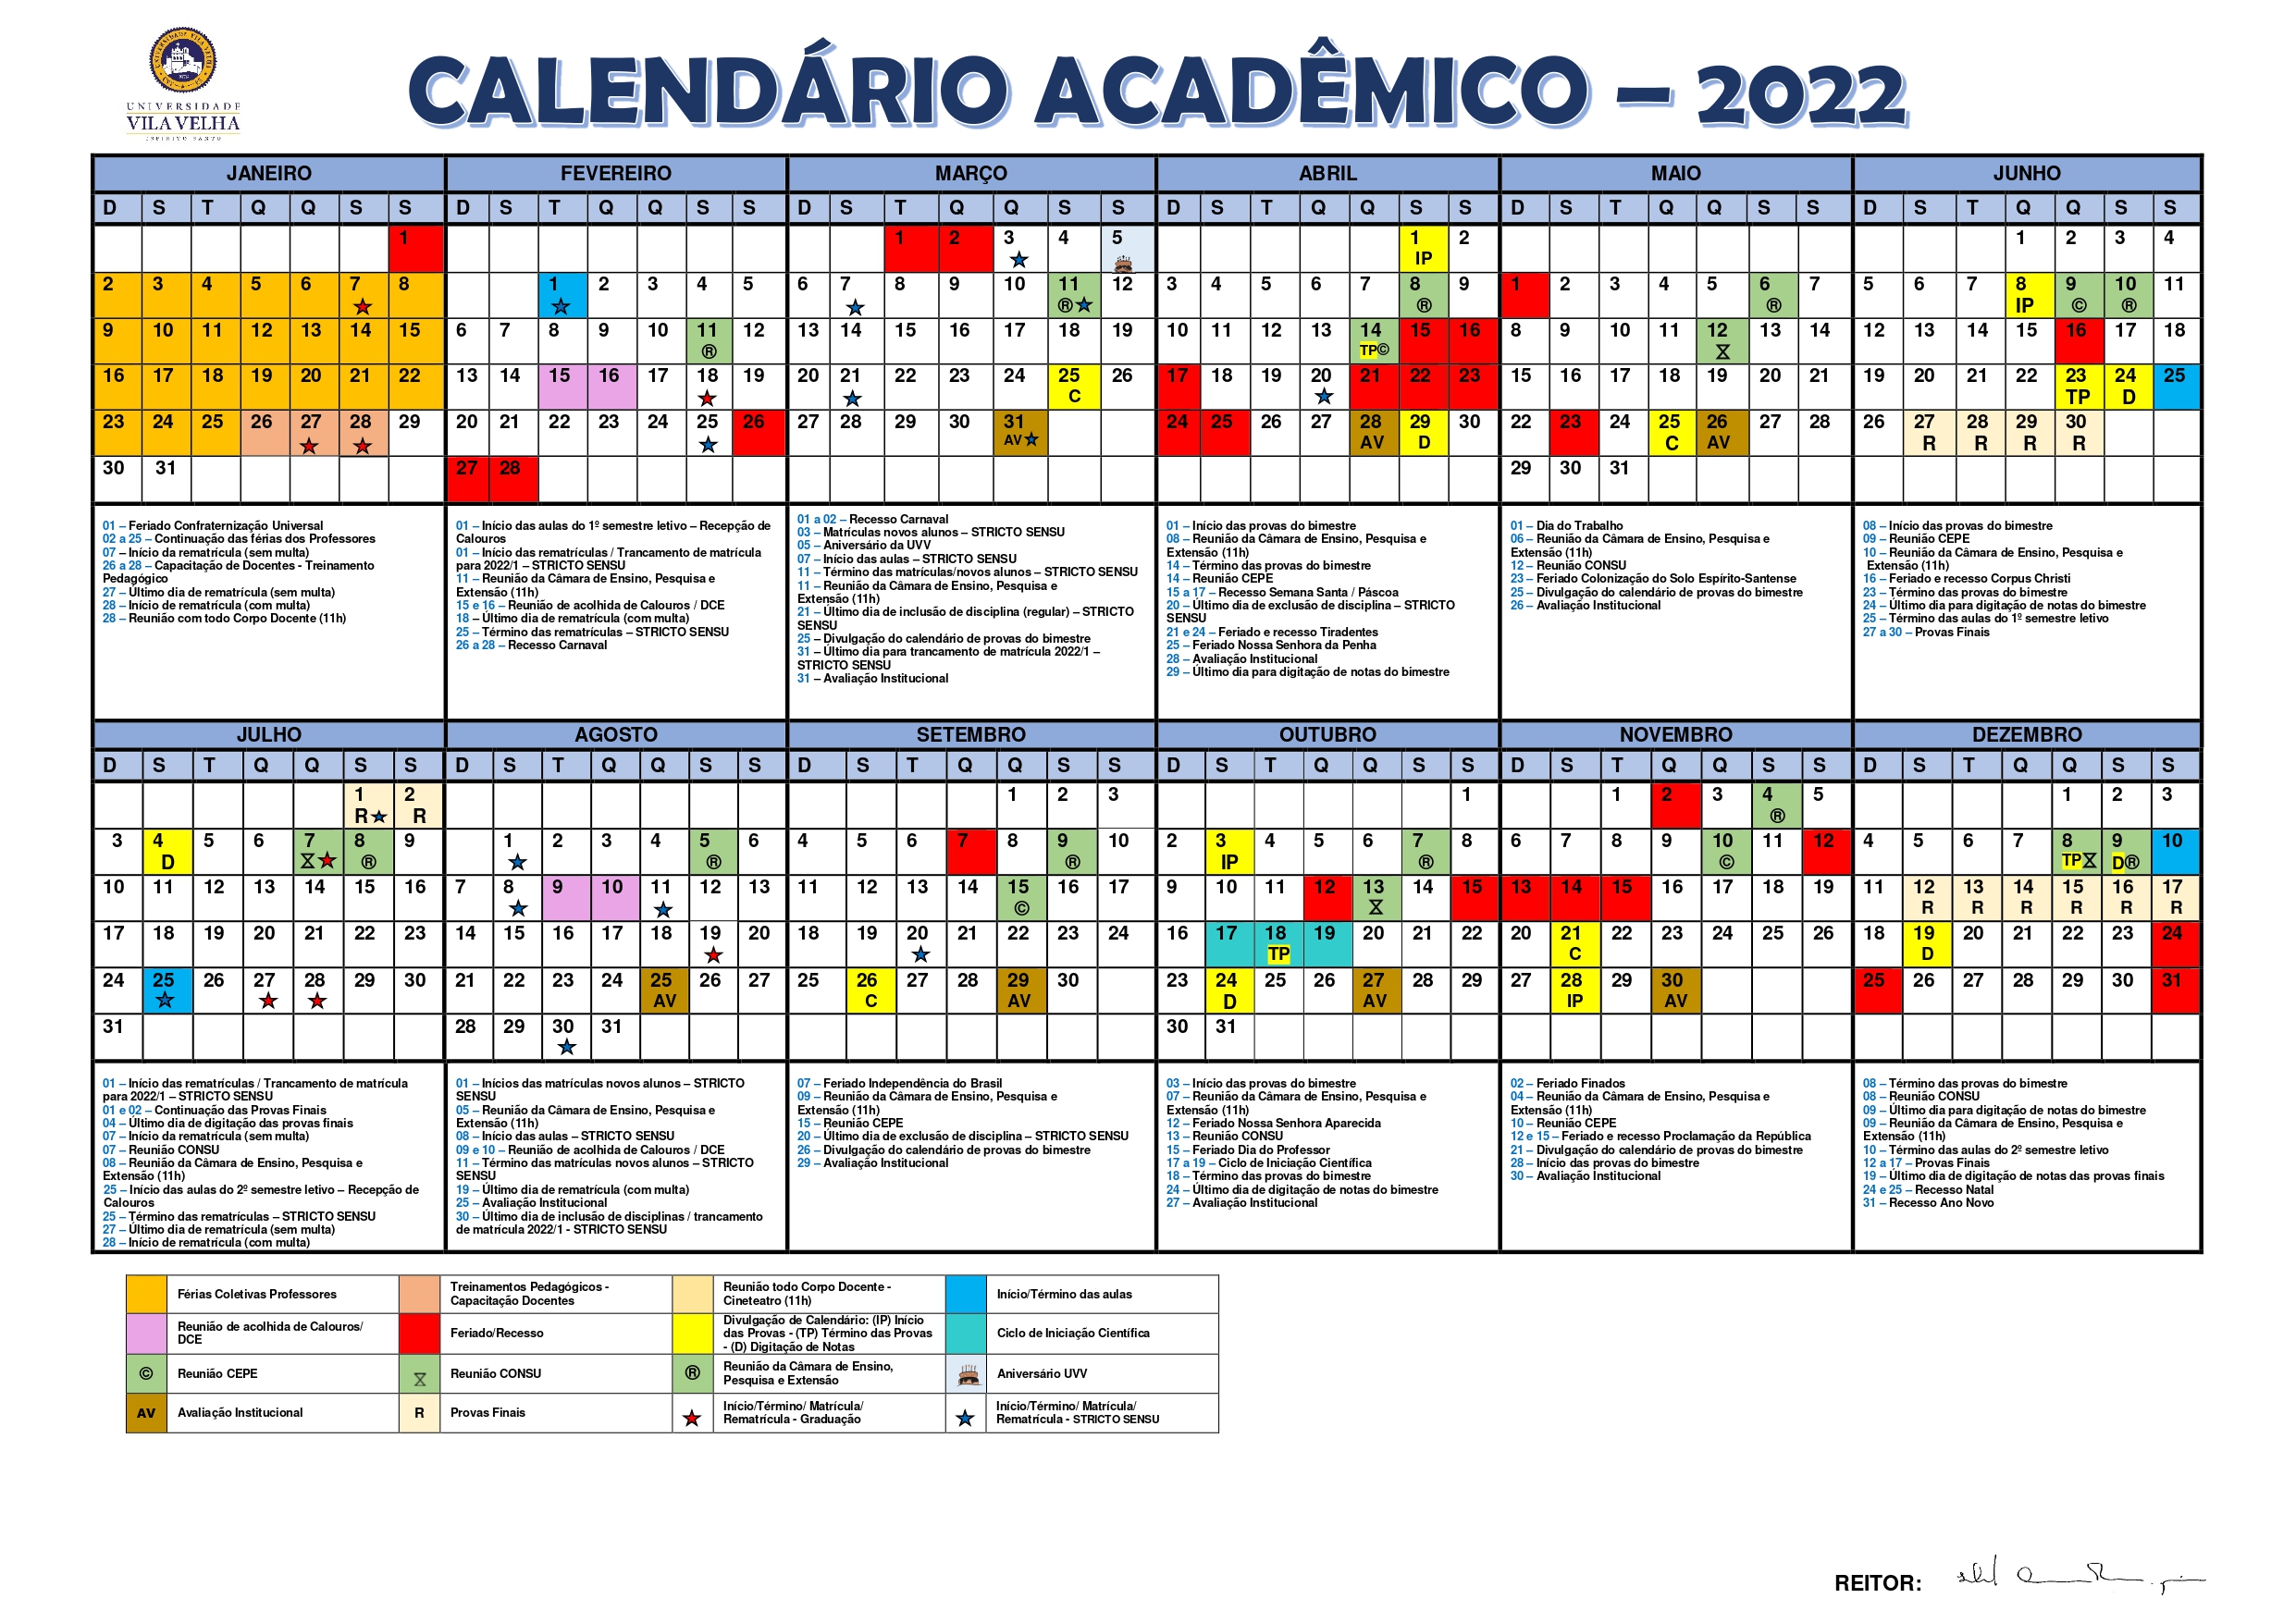 UNIVERSIDADE VILA VELHA
UNIVERSIDADE
VILA VELHA
ESPÍRITO SANTO
CALENDÁRIO ACADÊMICO – 2022
JANEIRO FEVEREIRO MARÇO ABRIL MAIO JUNHO
D S T Q Q S S D S T Q Q S S D S T Q Q S S D S T Q Q S S D S T Q Q S S D S T Q Q S S
1 1 2 3 4 5 1 2 1 2 3 4
IP
2 3 4 5 6 7 8 1 2 3 4 5 6 7 8 9 10 11 12 3 4 5 6 7 8 9 1 2 3 4 5 6 7 5 6 7 8 9 10 11
® ® ® IP © ®
9 10 11 12 13 14 15 6 7 8 9 10 11 12 13 14 15 16 17 18 19 10 11 12 13 14 15 16 8 9 10 11 12 13 14 12 13 14 15 16 17 18
® TP©
16 17 18 19 20 21 22 13 14 15 16 17 18 19 20 21 22 23 24 25 26 17 18 19 20 21 22 23 15 16 17 18 19 20 21 19 20 21 22 23 24 25
C TP D
23 24 25 26 27 28 29 20 21 22 23 24 25 26 27 28 29 30 31 24 25 26 27 28 29 30 22 23 24 25 26 27 28 26 27 28 29 30
AV AV D C AV R R R R
30 31 27 28 29 30 31
01 – Feriado Confraternização Universal
02 a 25 – Continuação das férias dos Professores
07 – Início da rematrícula (sem multa)
26 a 28 – Capacitação de Docentes - Treinamento
Pedagógico
27 – Último dia de rematrícula (sem multa)
28 – Início de rematrícula (com multa)
28 – Reunião com todo Corpo Docente (11h)
01 – Início das aulas do 1º semestre letivo – Recepção de
Calouros
01 – Início das rematrículas / Trancamento de matrícula
para 2022/1 – STRICTO SENSU
11 – Reunião da Câmara de Ensino, Pesquisa e
Extensão (11h)
15 e 16 – Reunião de acolhida de Calouros / DCE
18 – Último dia de rematrícula (com multa)
25 – Término das rematrículas – STRICTO SENSU
26 a 28 – Recesso Carnaval
01 a 02 – Recesso Carnaval
03 – Matrículas novos alunos – STRICTO SENSU
05 – Aniversário da UVV
07 – Início das aulas – STRICTO SENSU
11 – Término das matrículas/novos alunos – STRICTO SENSU
11 – Reunião da Câmara de Ensino, Pesquisa e
Extensão (11h)
21 – Último dia de inclusão de disciplina (regular) – STRICTO
SENSU
25 – Divulgação do calendário de provas do bimestre
31 – Último dia para trancamento de matrícula 2022/1 –
STRICTO SENSU
31 – Avaliação Institucional
01 – Início das provas do bimestre
08 – Reunião da Câmara de Ensino, Pesquisa e
Extensão (11h)
14 – Término das provas do bimestre
14 – Reunião CEPE
15 a 17 – Recesso Semana Santa / Páscoa
20 – Último dia de exclusão de disciplina – STRICTO
SENSU
21 e 24 – Feriado e recesso Tiradentes
25 – Feriado Nossa Senhora da Penha
28 – Avaliação Institucional
29 – Último dia para digitação de notas do bimestre
01 – Dia do Trabalho
06 – Reunião da Câmara de Ensino, Pesquisa e
Extensão (11h)
12 – Reunião CONSU
23 – Feriado Colonização do Solo Espírito-Santense
25 – Divulgação do calendário de provas do bimestre
26 – Avaliação Institucional
08 – Início das provas do bimestre
09 – Reunião CEPE
10 – Reunião da Câmara de Ensino, Pesquisa e
Extensão (11h)
16 – Feriado e recesso Corpus Christi
23 – Término das provas do bimestre
24 – Último dia para digitação de notas do bimestre
25 – Término das aulas do 1º semestre letivo
27 a 30 – Provas Finais
JULHO AGOSTO SETEMBRO OUTUBRO NOVEMBRO DEZEMBRO
D S T Q Q S S D S T Q Q S S D S T Q Q S S D S T Q Q S S D S T Q Q S S D S T Q Q S S
1 2 1 2 3 1 1 2 3 4 5 1 2 3
R R ®
3 4 5 6 7 8 9 1 2 3 4 5 6 4 5 6 7 8 9 10 2 3 4 5 6 7 8 6 7 8 9 10 11 12 4 5 6 7 8 9 10
D ® ® ® IP ® © TP D®
10 11 12 13 14 15 16 7 8 9 10 11 12 13 11 12 13 14 15 16 17 9 10 11 12 13 14 15 13 14 15 16 17 18 19 11 12 13 14 15 16 17
© R R R R R R
17 18 19 20 21 22 23 14 15 16 17 18 19 20 18 19 20 21 22 23 24 16 17 18 19 20 21 22 20 21 22 23 24 25 26 18 19 20 21 22 23 24
TP C D
24 25 26 27 28 29 30 21 22 23 24 25 26 27 25 26 27 28 29 30 23 24 25 26 27 28 29 27 28 29 30 25 26 27 28 29 30 31
AV C AV D AV IP AV
31 28 29 30 31 30 31
01 – Início das rematrículas / Trancamento de matrícula
para 2022/1 – STRICTO SENSU
01 e 02 – Continuação das Provas Finais
04 – Último dia de digitação das provas finais
07 – Início da rematrícula (sem multa)
07 – Reunião CONSU
08 – Reunião da Câmara de Ensino, Pesquisa e
Extensão (11h)
25 – Início das aulas do 2º semestre letivo – Recepção de
Calouros
25 – Término das rematrículas – STRICTO SENSU
27 – Último dia de rematrícula (sem multa)
28 – Início de rematrícula (com multa)
01 – Inícios das matrículas novos alunos – STRICTO
SENSU
05 – Reunião da Câmara de Ensino, Pesquisa e
Extensão (11h)
08 – Início das aulas – STRICTO SENSU
09 e 10 – Reunião de acolhida de Calouros / DCE
11 – Término das matrículas novos alunos – STRICTO
SENSU
19 – Último dia de rematrícula (com multa)
25 – Avaliação Institucional
30 – Último dia de inclusão de disciplinas / trancamento
de matrícula 2022/1 - STRICTO SENSU
07 – Feriado Independência do Brasil
09 – Reunião da Câmara de Ensino, Pesquisa e
Extensão (11h)
15 – Reunião CEPE
20 – Último dia de exclusão de disciplina – STRICTO SENSU
26 – Divulgação do calendário de provas do bimestre
29 – Avaliação Institucional
03 – Início das provas do bimestre
07 – Reunião da Câmara de Ensino, Pesquisa e
Extensão (11h)
12 – Feriado Nossa Senhora Aparecida
13 – Reunião CONSU
15 – Feriado Dia do Professor
17 a 19 – Ciclo de Iniciação Científica
18 – Término das provas do bimestre
24 – Último dia de digitação de notas do bimestre
27 – Avaliação Institucional
02 – Feriado Finados
04 – Reunião da Câmara de Ensino, Pesquisa e
Extensão (11h)
10 – Reunião CEPE
12 e 15 – Feriado e recesso Proclamação da República
21 – Divulgação do calendário de provas do bimestre
28 – Início das provas do bimestre
30 – Avaliação Institucional
08 – Término das provas do bimestre
08 – Reunião CONSU
09 – Último dia para digitação de notas do bimestre
09 – Reunião da Câmara de Ensino, Pesquisa e
Extensão (11h)
10 – Término das aulas do 2º semestre letivo
12 a 17 – Provas Finais
19 – Último dia de digitação de notas das provas finais
24 e 25 – Recesso Natal
31 – Recesso Ano Novo
Férias Coletivas Professores
Treinamentos Pedagógicos -
Capacitação Docentes
Reunião todo Corpo Docente -
Cineteatro (11h)
Início/Término das aulas
Reunião de acolhida de Calouros/
DCE
Feriado/Recesso
Divulgação de Calendário: (IP) Início
das Provas - (TP) Término das Provas
- (D) Digitação de Notas
Ciclo de Iniciação Científica
© Reunião CEPE
Reunião CONSU
® Reunião da Câmara de Ensino,
Pesquisa e Extensão
Aniversário UVV
AV Avaliação Institucional
R Provas Finais
Início/Término/ Matrícula/
Rematrícula - Graduação
Início/Término/ Matrícula/
Rematrícula - STRICTO SENSU
REITOR: